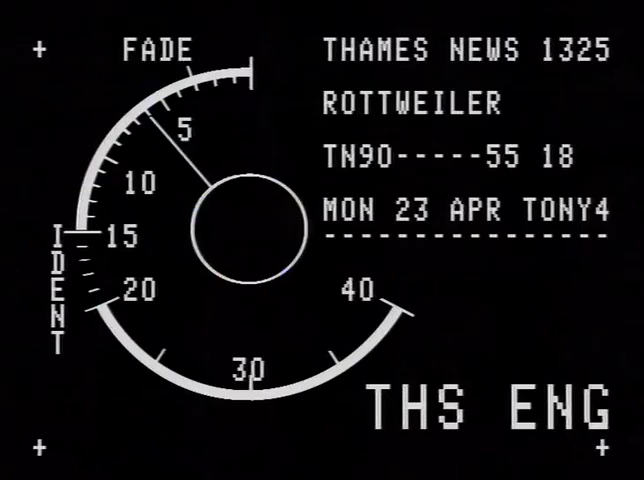 FADE
THAMES NEWS 1325
ROTTWEILER
TN90-----55 18
MON 23 APR TONY4
----------------
5
10
15
20
30
40
IDENT
THS ENG